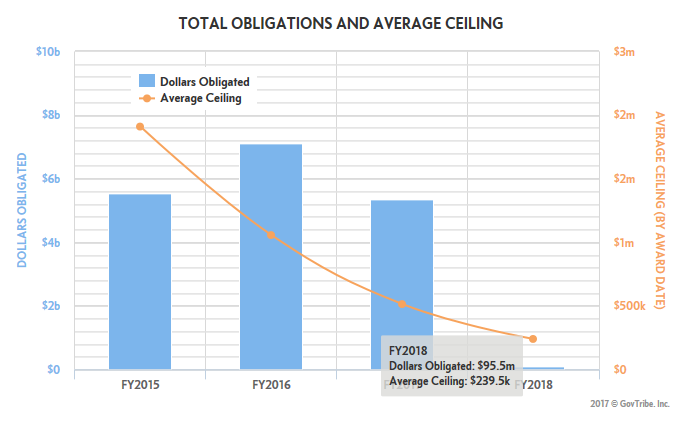 TOTAL OBLIGATIONS AND AVERAGE CEILING
$10b
$3m
Dollars Obligated
Average Ceiling
$8b
$2m
$6b
$2m
$4b
$1m
$2b
$500k
$0
$0
DOLLARS OBLIGATED
AVERAGE CEILING (BY AWARD DATE)
FY2018
Dollars Obligated: $95.5m
Average Ceiling: $239.5k
FY2015
FY2016
FY2018
2017 © GovTribe. Inc.